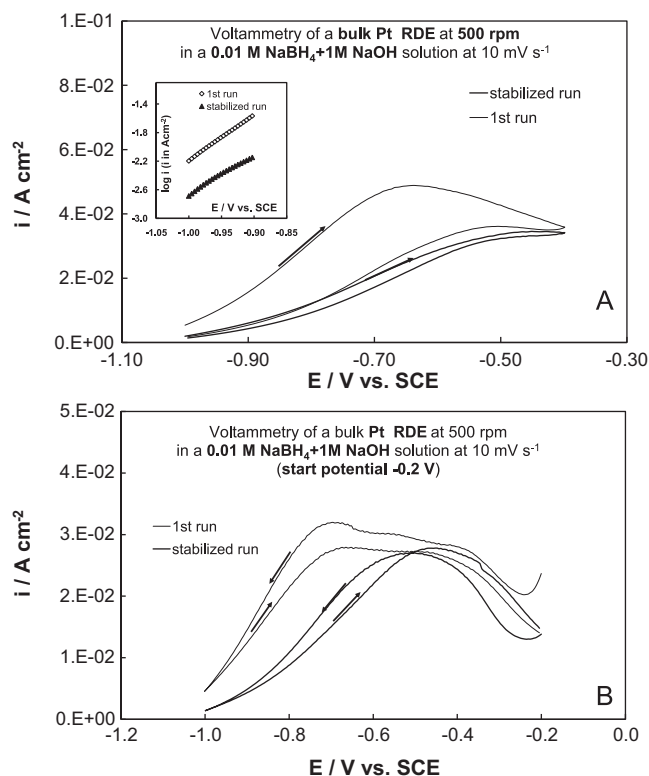 Voltammetry of a bulk Pt RDE at 500 rpm
in a 0.01 M NaBH₄+1M NaOH solution at 10 mV s⁻¹
1.E-01
8.E-02
6.E-02
4.E-02
2.E-02
0.E+00
i / A cm⁻²
-1.10
-0.90
-0.70
-0.50
-0.30
E / V vs. SCE
stabilized run
1st run
A
1st run
stabilized run
-1.4
-1.8
-2.2
-2.6
-3.0
log i (i in Acm⁻²)
E / V vs. SCE
-1.05
-1.00
-0.95
-0.90
-0.85
Voltammetry of a bulk Pt RDE at 500 rpm
in a 0.01 M NaBH₄+1M NaOH solution at 10 mV s⁻¹
(start potential -0.2 V)
5.E-02
4.E-02
3.E-02
2.E-02
1.E-02
0.E+00
i / A cm⁻²
1st run
stabilized run
B
-1.2
-1.0
-0.8
-0.6
-0.4
-0.2
0.0
E / V vs. SCE